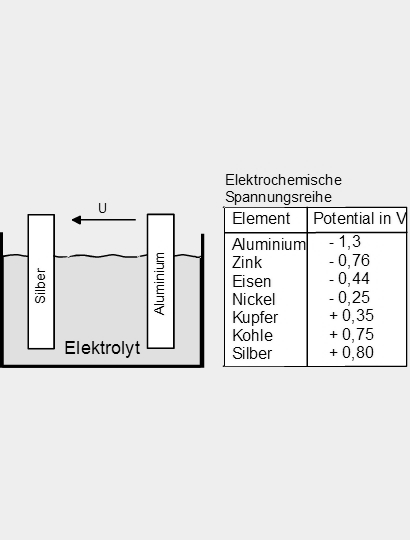 Elektrochemische
Spannungsreihe
Element Potential in V
Aluminium - 1,3
Zink - 0,76
Eisen - 0,44
Nickel - 0,25
Kupfer + 0,35
Kohle + 0,75
Silber + 0,80
U
Silber
Aluminium
Elektrolyt